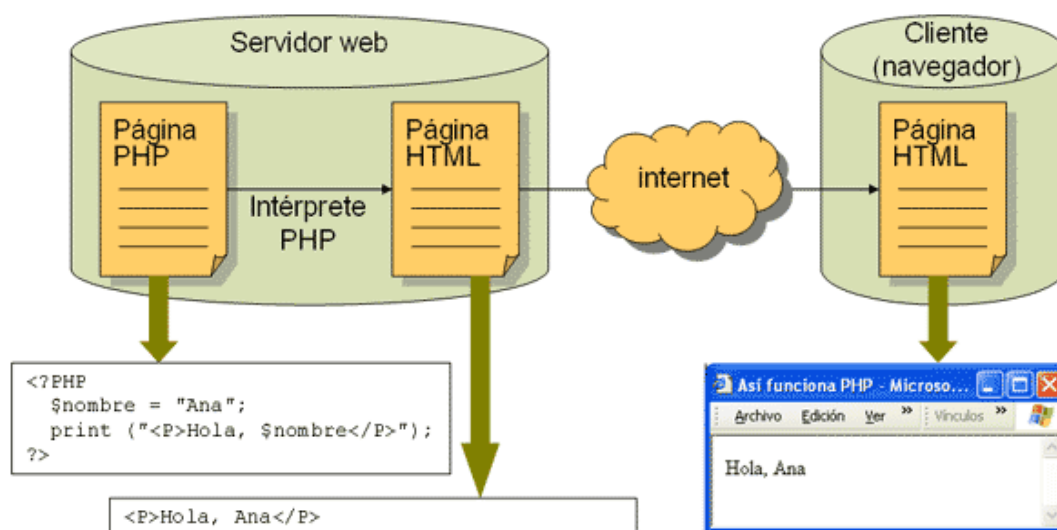 Servidor web
Cliente
(navegador)
Página
PHP
Página
HTML
Página
HTML
internet
Intérprete
PHP
<?PHP
$nombre = "Ana";
print ("<P>Hola, $nombre</P>");
?>
<P>Hola, Ana</P>
Así funciona PHP - Microso...
Archivo Edición Ver » Vínculos »
Hola, Ana